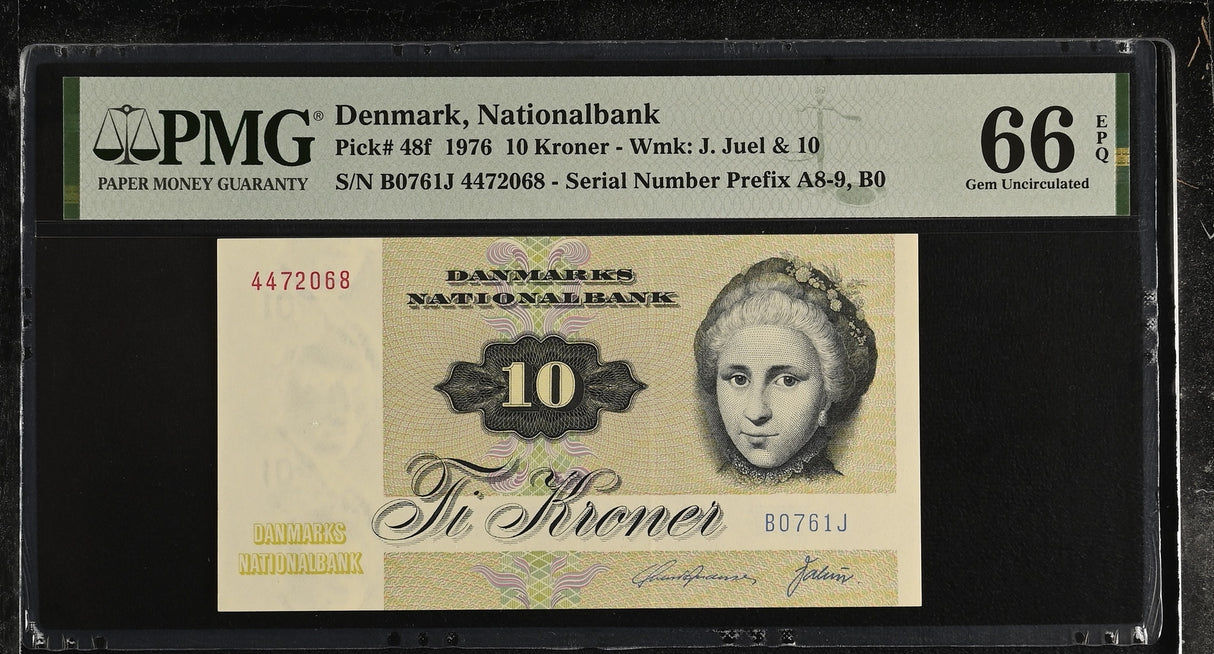 PMG®
PAPER MONEY GUARANTY
Denmark, Nationalbank
Pick# 48f 1976 10 Kroner - Wmk: J. Juel & 10
S/N B0761J 4472068 - Serial Number Prefix A8-9, B0
66
EPQ
Gem Uncirculated
4472068
DANMARKS
NATIONALBANK
10
Ti Kroner
B0761J
DANMARKS
NATIONALBANK